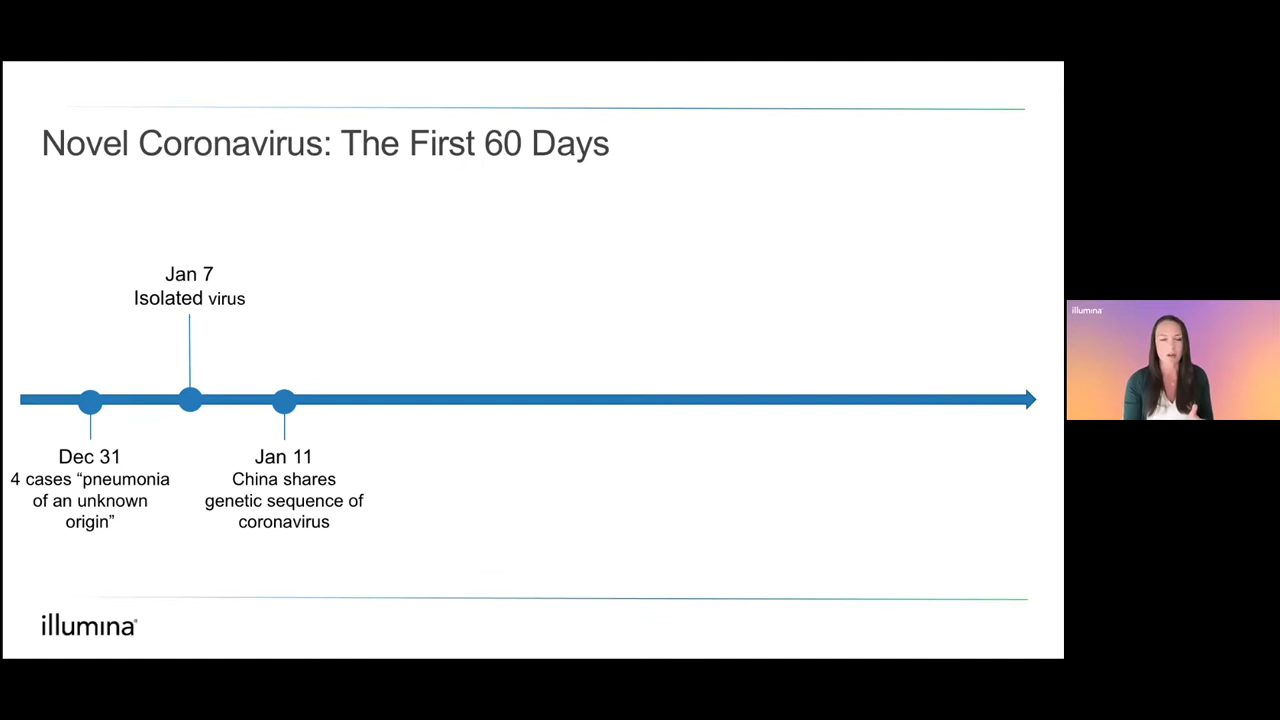 Novel Coronavirus: The First 60 Days
Jan 7
Isolated virus
Dec 31
4 cases “pneumonia
of an unknown
origin”
Jan 11
China shares
genetic sequence of
coronavirus
illumina
illumina